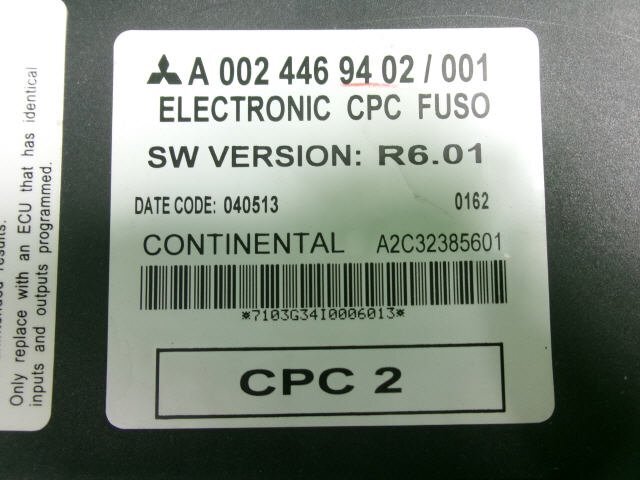 A 002 446 94 02 / 001
ELECTRONIC CPC FUSO
SW VERSION: R6.01
DATE CODE: 040513 0162
CONTINENTAL A2C32385601
*7103G34I0006013*
CPC 2
Only replace with an ECU that has identical
inputs and outputs programmed.